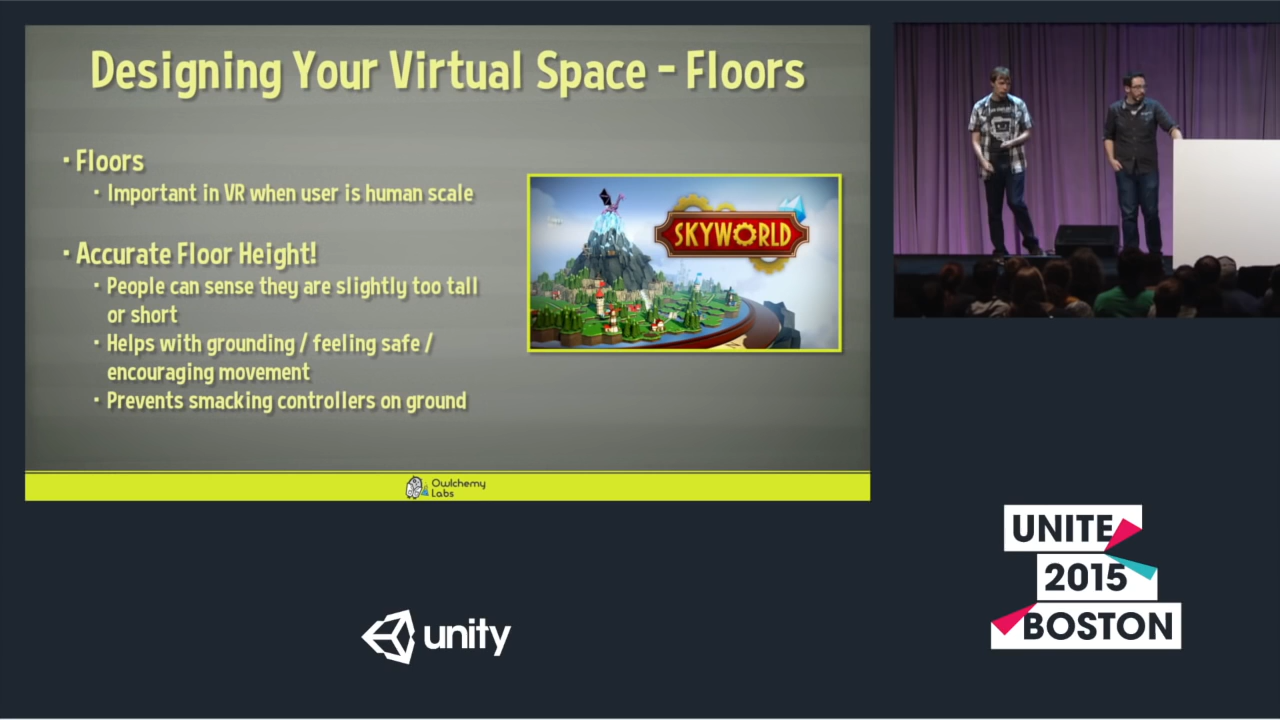 Designing Your Virtual Space - Floors
· Floors
· Important in VR when user is human scale
· Accurate Floor Height!
· People can sense they are slightly too tall
or short
· Helps with grounding / feeling safe /
encouraging movement
· Prevents smacking controllers on ground
SKYWORLD
Owlchemy
Labs
unity
UNITE
2015
BOSTON